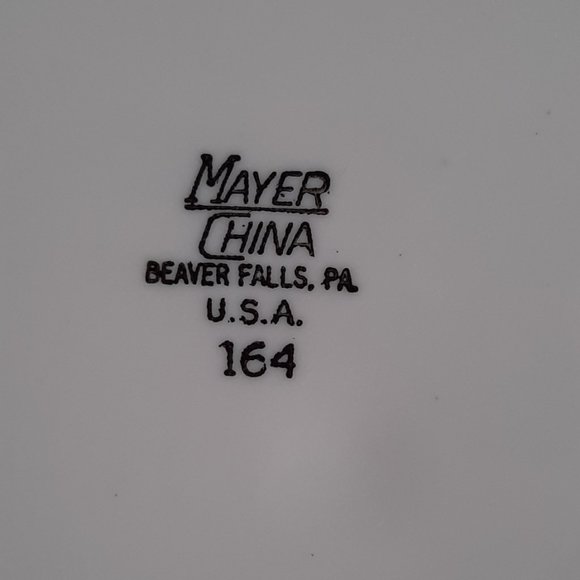 MAYER
CHINA
BEAVER FALLS, PA.
U.S.A.
164